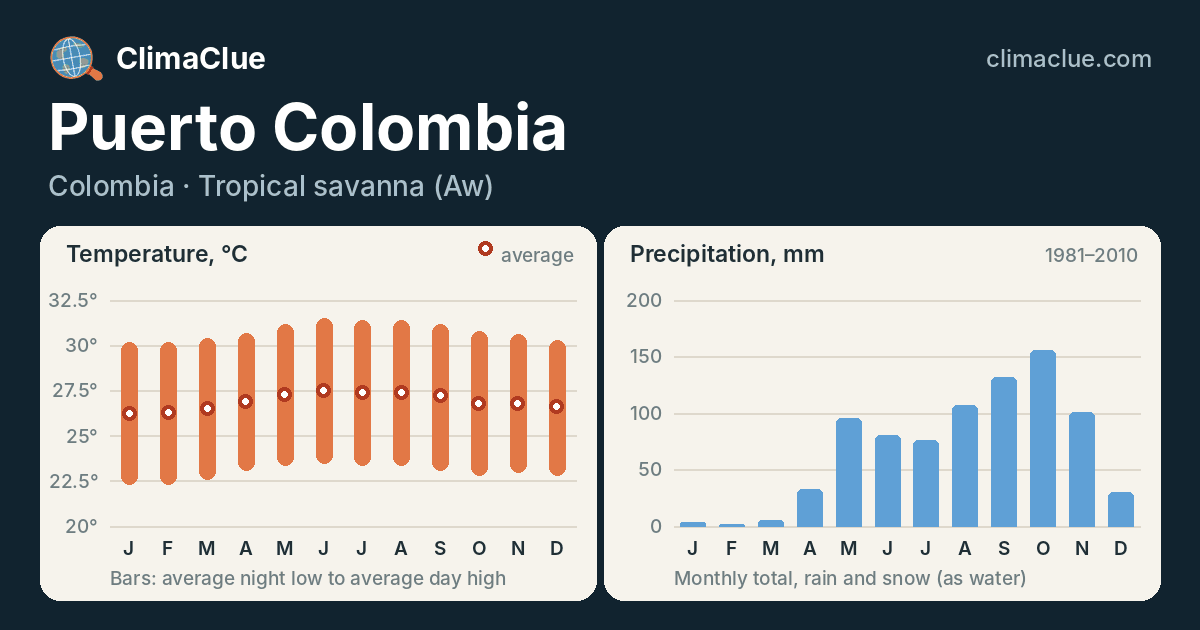 ClimaClue
climaclue.com
Puerto Colombia
Colombia · Tropical savanna (Aw)
Temperature, °C
average
32.5°
30°
27.5°
25°
22.5°
20°
J F M A M J J A S O N D
Bars: average night low to average day high
Precipitation, mm
1981–2010
200
150
100
50
0
J F M A M J J A S O N D
Monthly total, rain and snow (as water)